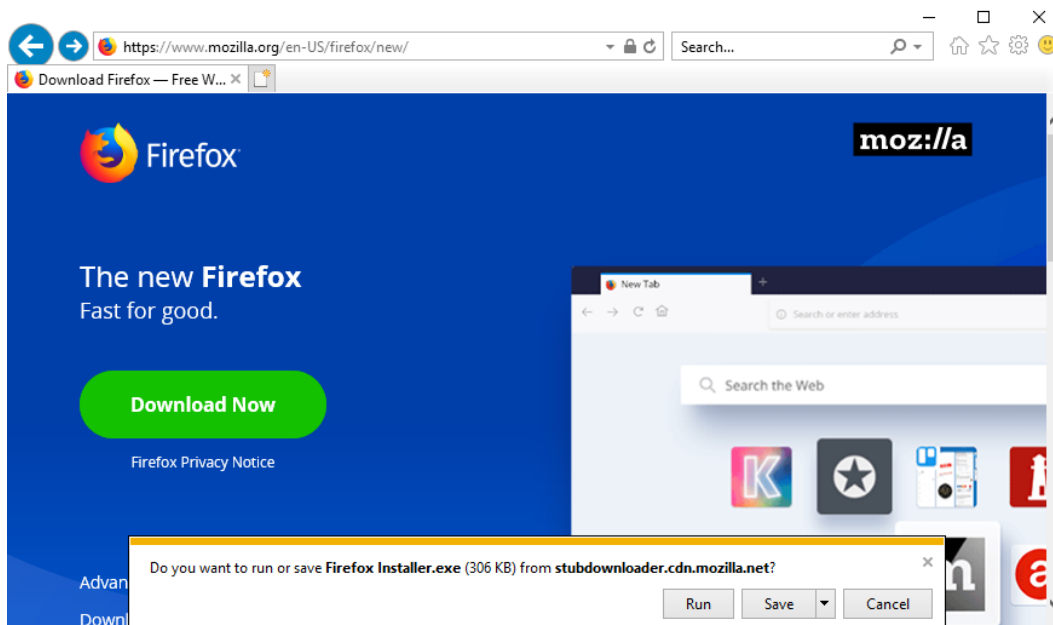 https://www.mozilla.org/en-US/firefox/new/
Search...
Download Firefox — Free W...
Firefox
moz://a
The new Firefox
Fast for good.
Download Now
Firefox Privacy Notice
New Tab
Search or enter address
Search the Web
Do you want to run or save Firefox Installer.exe (306 KB) from stubdownloader.cdn.mozilla.net?
Run
Save
Cancel